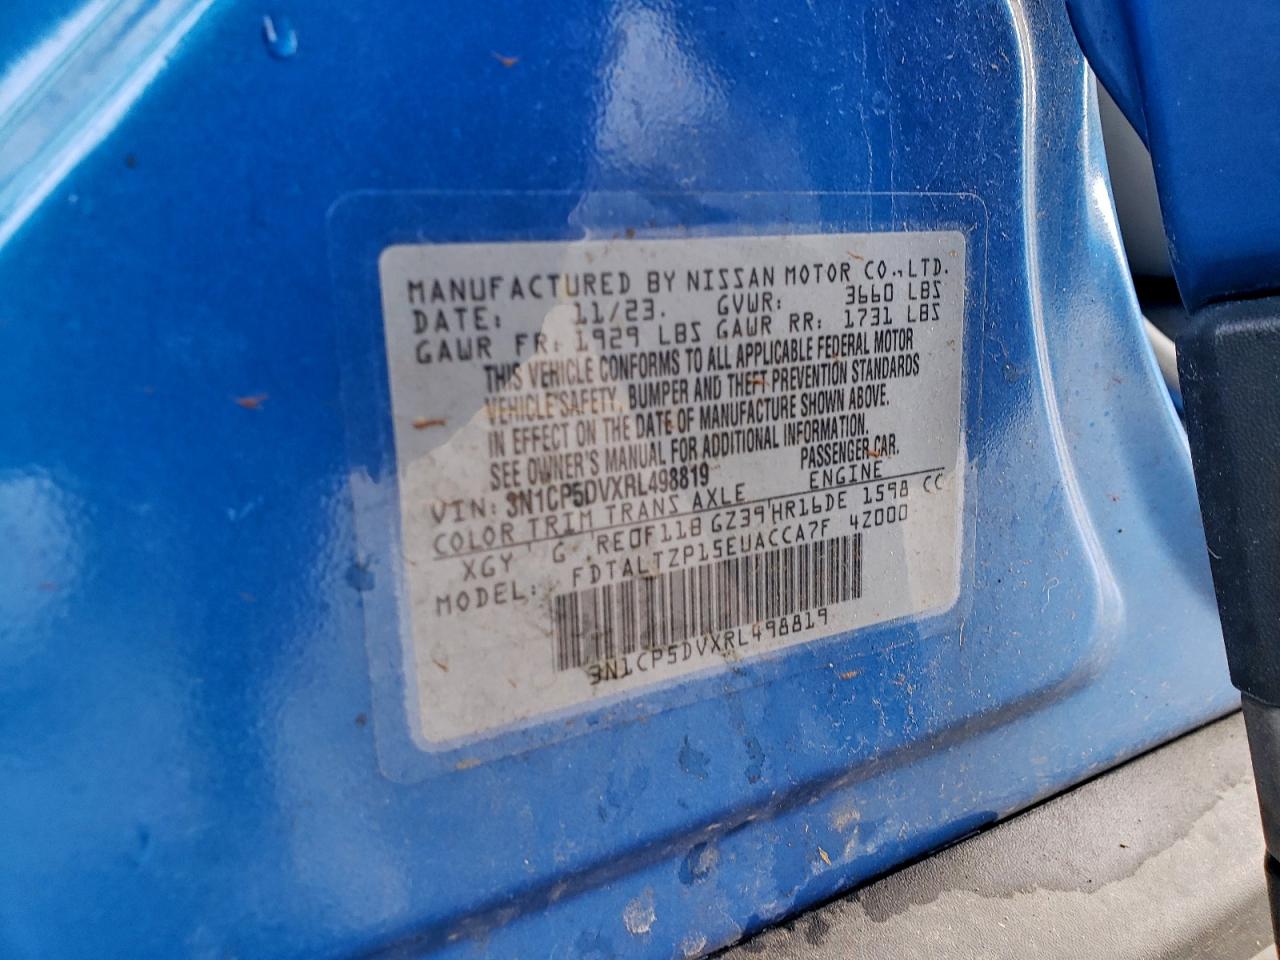 MANUFACTURED BY NISSAN MOTOR CO.,LTD.
DATE: 11/23. GVWR: 3660 LBS
GAWR FR: 1929 LBS GAWR RR: 1731 LBS
THIS VEHICLE CONFORMS TO ALL APPLICABLE FEDERAL MOTOR
VEHICLE SAFETY, BUMPER AND THEFT PREVENTION STANDARDS
IN EFFECT ON THE DATE OF MANUFACTURE SHOWN ABOVE.
SEE OWNER'S MANUAL FOR ADDITIONAL INFORMATION.
VIN: 3N1CP5DVXRL498819 PASSENGER CAR.
COLOR TRIM TRANS AXLE ENGINE
XGY G RE0F11B GZ39 HR16DE 1598 CC
MODEL: FDTALTZP15EUACCA7F 4Z000
3N1CP5DVXRL498819